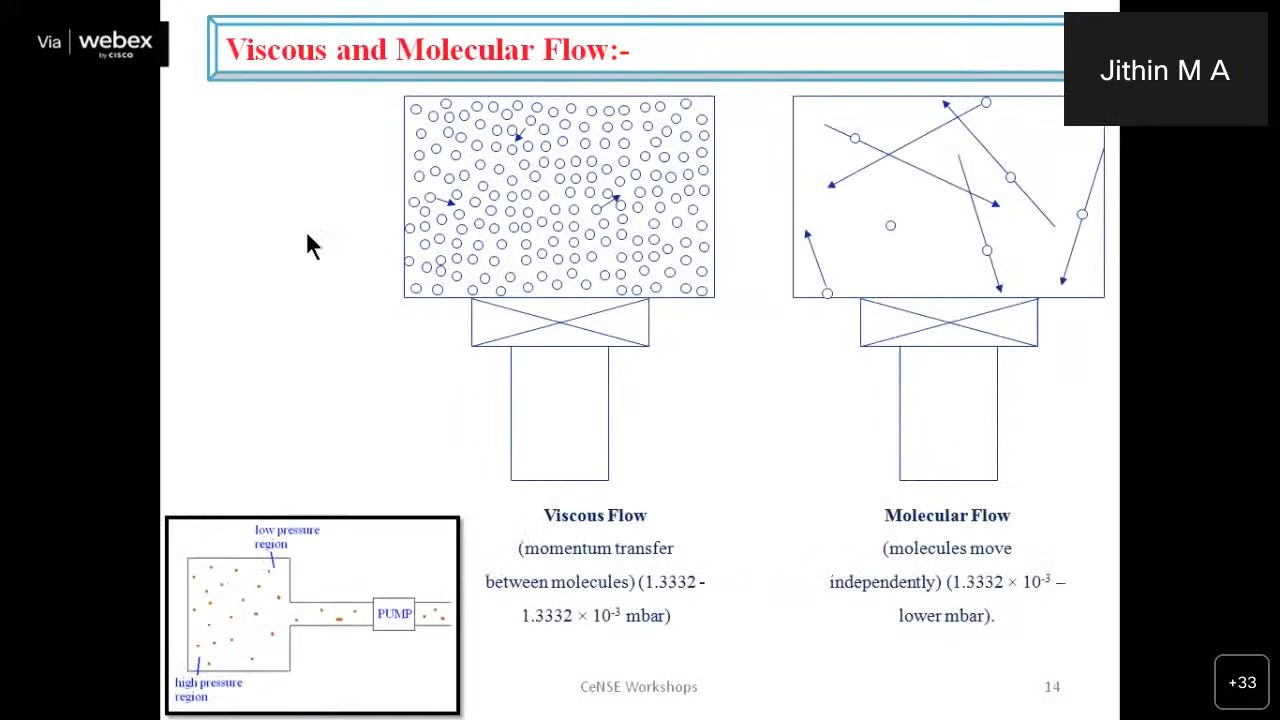 Via | webex
by CISCO
Viscous and Molecular Flow:-
Jithin M A
Viscous Flow
(momentum transfer
between molecules) (1.3332 -
1.3332 × 10⁻³ mbar)
Molecular Flow
(molecules move
independently) (1.3332 × 10⁻³ –
lower mbar).
low pressure
region
PUMP
high pressure
region
CeNSE Workshops
14
+33